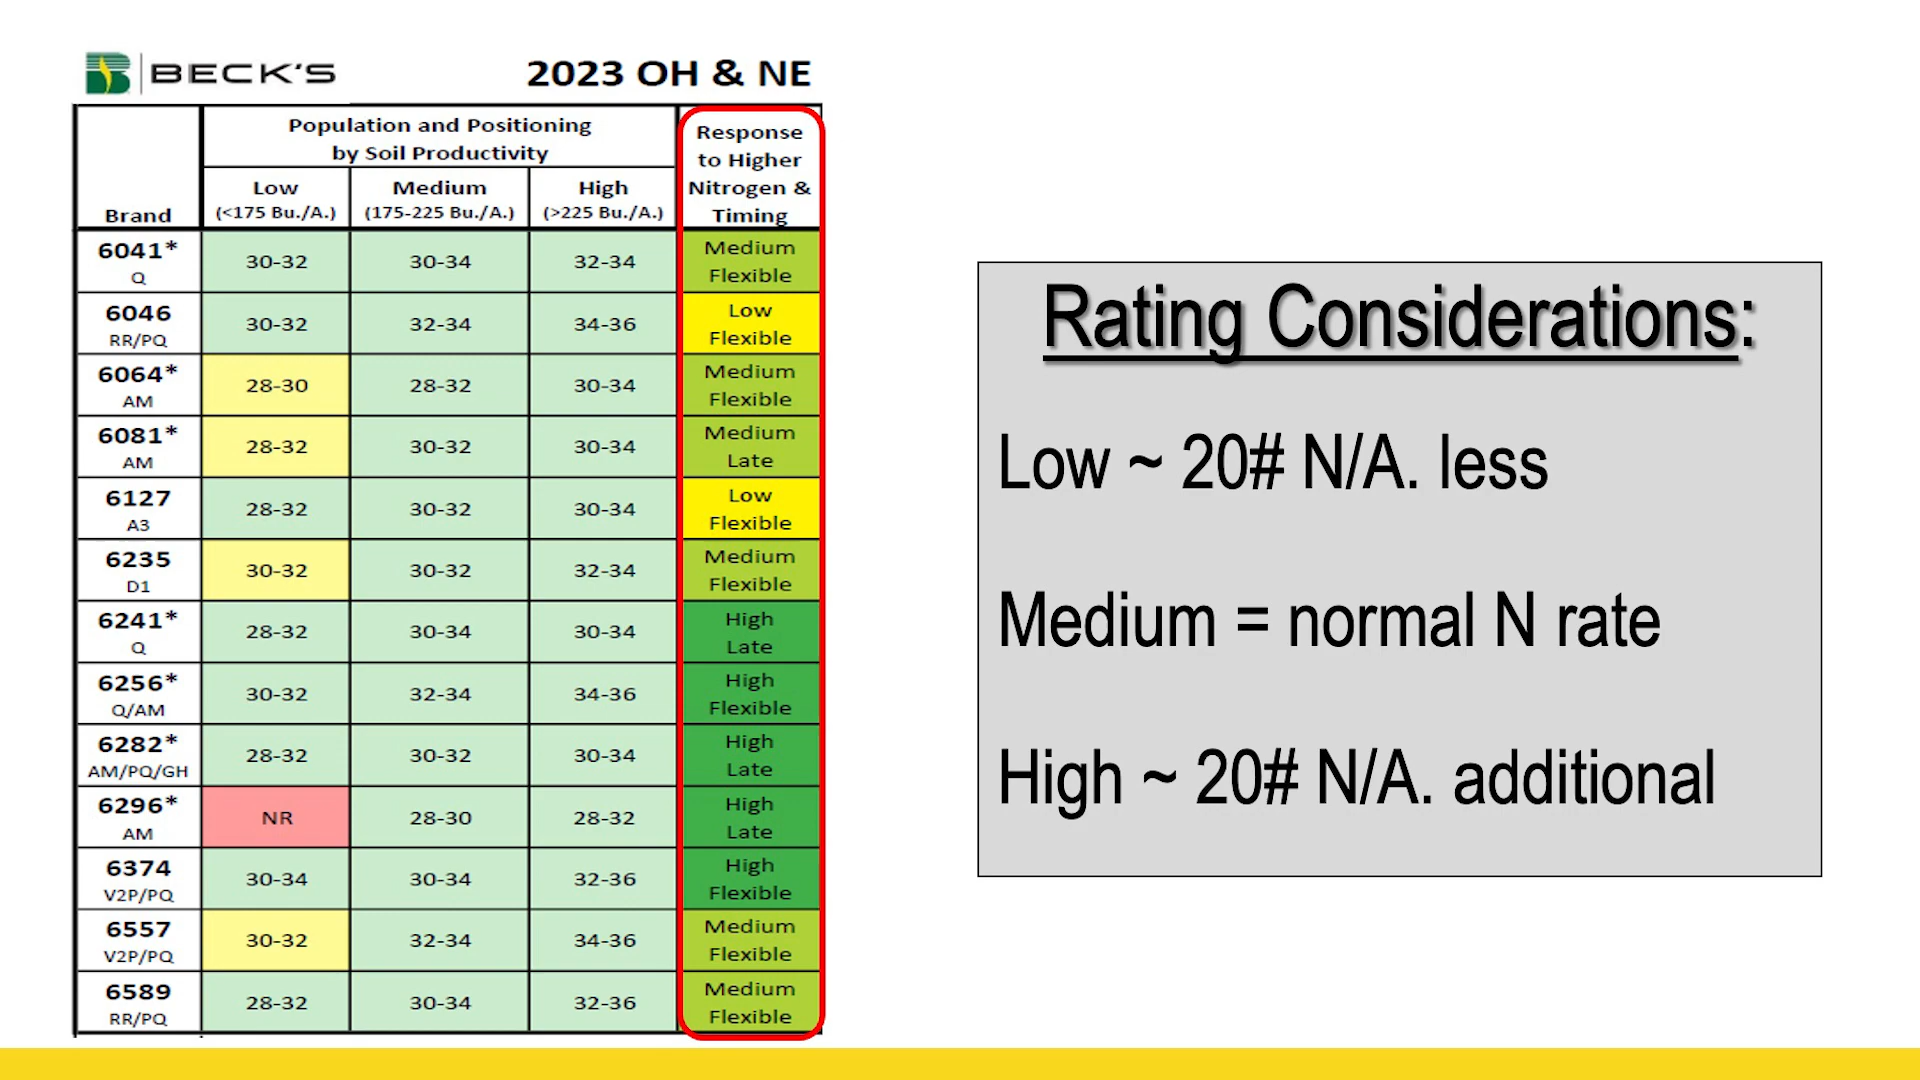 BECK'S
2023 OH & NE
Population and Positioning
by Soil Productivity
Response
to Higher
Nitrogen &
Timing
Brand
Low
(<175 Bu./A.)
Medium
(175-225 Bu./A.)
High
(>225 Bu./A.)
6041*
Q
30-32
30-34
32-34
Medium
Flexible
6046
RR/PQ
30-32
32-34
34-36
Low
Flexible
6064*
AM
28-30
28-32
30-34
Medium
Flexible
6081*
AM
28-32
30-32
30-34
Medium
Late
6127
A3
28-32
30-32
30-34
Low
Flexible
6235
D1
30-32
30-32
32-34
Medium
Flexible
6241*
Q
28-32
30-34
30-34
High
Late
6256*
Q/AM
30-32
32-34
34-36
High
Flexible
6282*
AM/PQ/GH
28-32
30-32
30-34
High
Late
6296*
AM
NR
28-30
28-32
High
Late
6374
V2P/PQ
30-34
30-34
32-36
High
Flexible
6557
V2P/PQ
30-32
32-34
34-36
Medium
Flexible
6589
RR/PQ
28-32
30-34
32-36
Medium
Flexible
Rating Considerations:
Low ~ 20# N/A. less
Medium = normal N rate
High ~ 20# N/A. additional